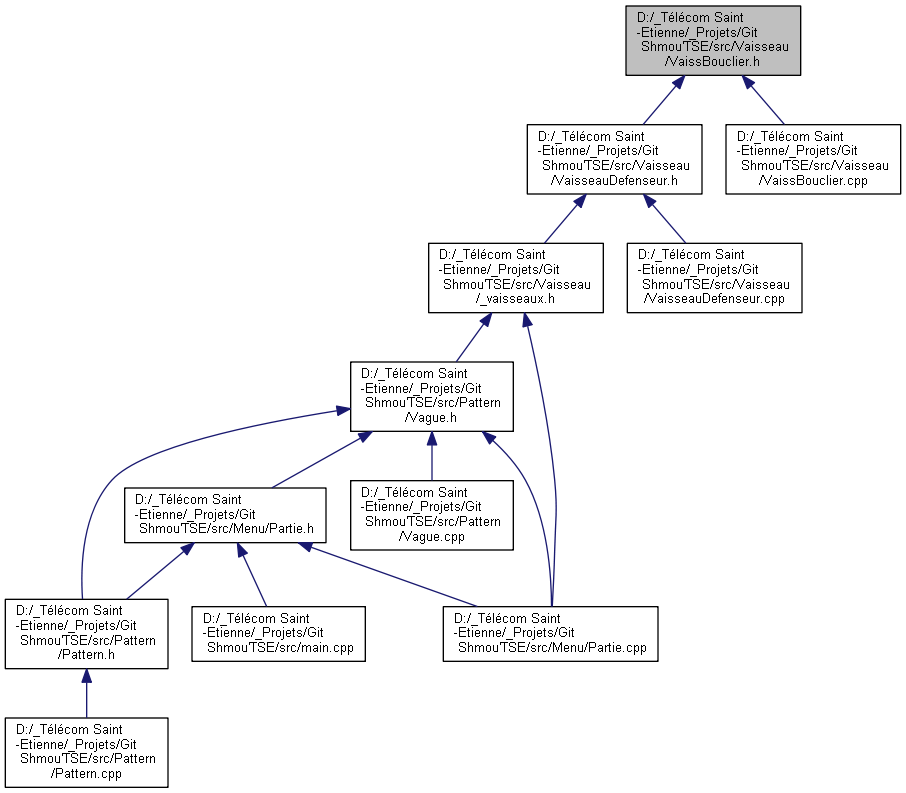 D:/_Télécom Saint
-Etienne/_Projets/Git
ShmouTSE/src/Vaisseau
/VaissBouclier.h
D:/_Télécom Saint
-Etienne/_Projets/Git
ShmouTSE/src/Vaisseau
/VaisseauDefenseur.h
D:/_Télécom Saint
-Etienne/_Projets/Git
ShmouTSE/src/Vaisseau
/VaissBouclier.cpp
D:/_Télécom Saint
-Etienne/_Projets/Git
ShmouTSE/src/Vaisseau
/_vaisseaux.h
D:/_Télécom Saint
-Etienne/_Projets/Git
ShmouTSE/src/Vaisseau
/VaisseauDefenseur.cpp
D:/_Télécom Saint
-Etienne/_Projets/Git
ShmouTSE/src/Pattern
/Vague.h
D:/_Télécom Saint
-Etienne/_Projets/Git
ShmouTSE/src/Menu/Partie.h
D:/_Télécom Saint
-Etienne/_Projets/Git
ShmouTSE/src/Pattern
/Vague.cpp
D:/_Télécom Saint
-Etienne/_Projets/Git
ShmouTSE/src/Pattern
/Pattern.h
D:/_Télécom Saint
-Etienne/_Projets/Git
ShmouTSE/src/main.cpp
D:/_Télécom Saint
-Etienne/_Projets/Git
ShmouTSE/src/Menu/Partie.cpp
D:/_Télécom Saint
-Etienne/_Projets/Git
ShmouTSE/src/Pattern
/Pattern.cpp